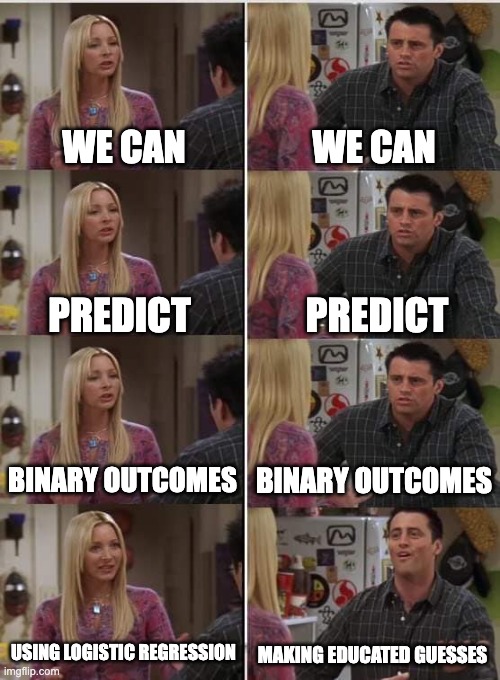 WE CAN
WE CAN
PREDICT
PREDICT
BINARY OUTCOMES
BINARY OUTCOMES
USING LOGISTIC REGRESSION
MAKING EDUCATED GUESSES
imgflip.com